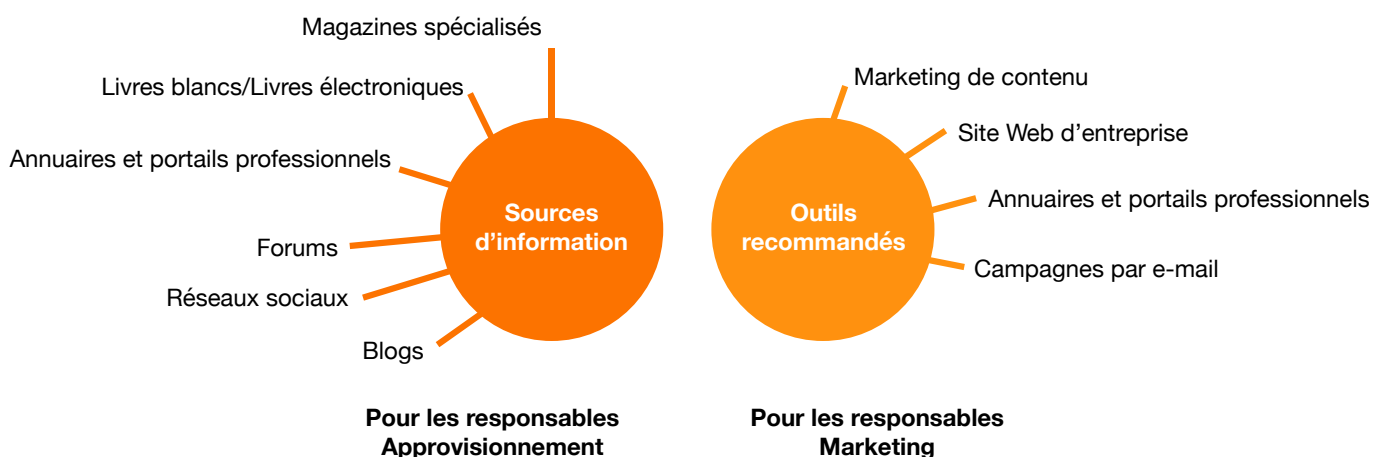 Magazines spécialisés
Livres blancs/Livres électroniques
Annuaires et portails professionnels
Forums
Réseaux sociaux
Blogs
Sources
d’information
Pour les responsables
Approvisionnement
Marketing de contenu
Site Web d’entreprise
Annuaires et portails professionnels
Campagnes par e-mail
Outils
recommandés
Pour les responsables
Marketing